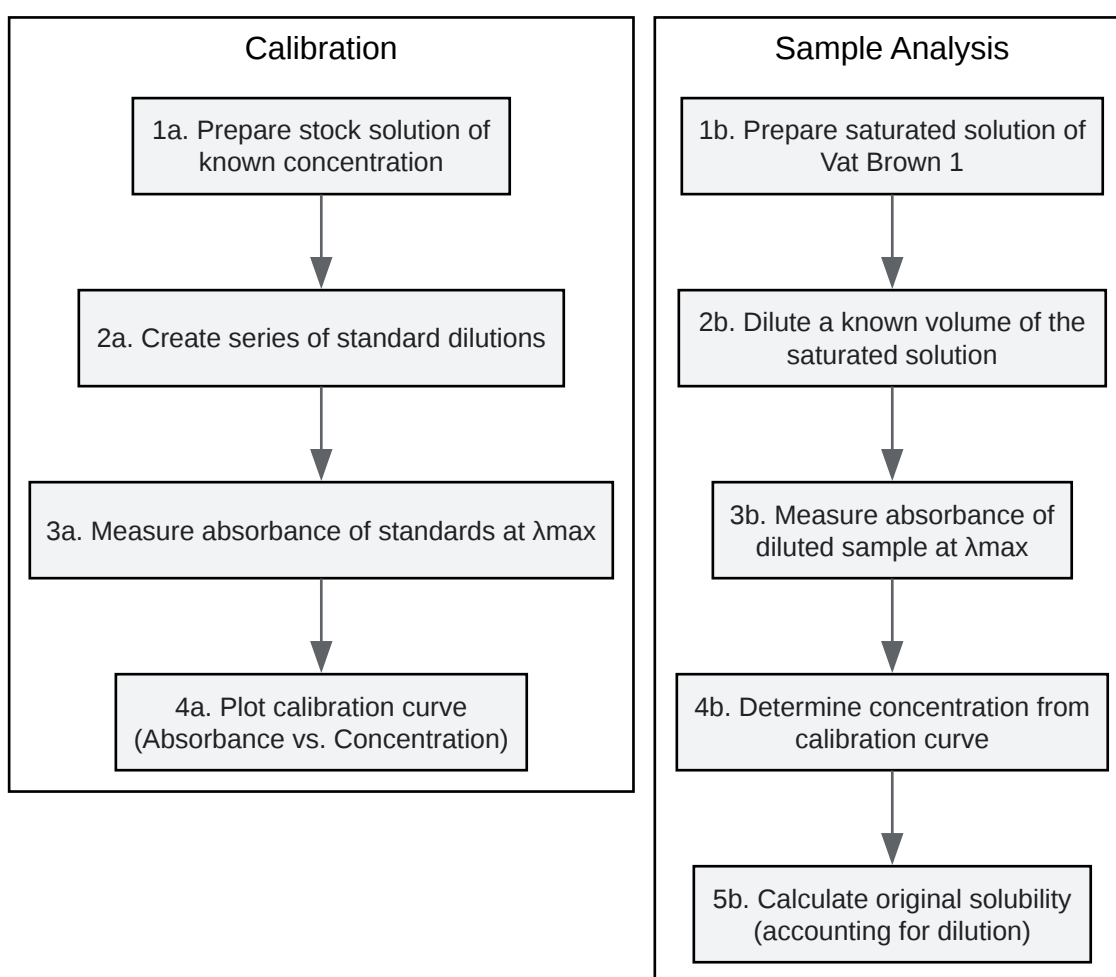 Calibration
1a. Prepare stock solution of
known concentration
2a. Create series of standard dilutions
3a. Measure absorbance of standards at λmax
4a. Plot calibration curve
(Absorbance vs. Concentration)
Sample Analysis
1b. Prepare saturated solution of
Vat Brown 1
2b. Dilute a known volume of the
saturated solution
3b. Measure absorbance of
diluted sample at λmax
4b. Determine concentration from
calibration curve
5b. Calculate original solubility
(accounting for dilution)